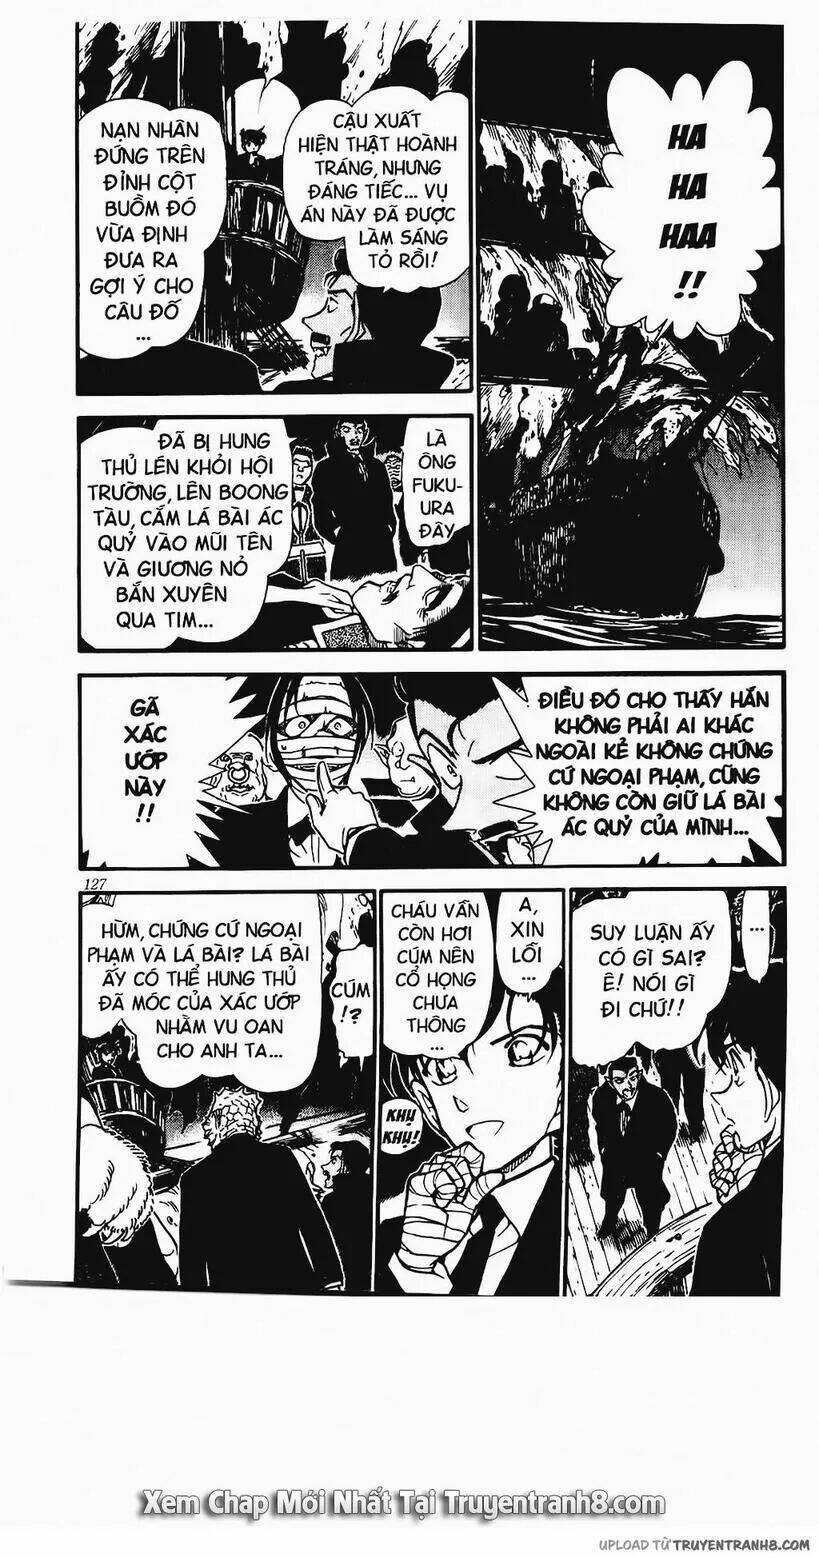 HA
HA
HAA
!!
CẬU XUẤT
HIỆN THẬT HOÀNH
TRÁNG, NHƯNG
ĐÁNG TIẾC... VỤ
ÁN NÀY ĐÃ ĐƯỢC
LÀM SÁNG
TỎ RỒI!
NẠN NHÂN
ĐỨNG TRÊN
ĐỈNH CỘT
BUỒM ĐÓ
VỪA ĐỊNH
ĐƯA RA
GỢI Ý CHO
CÂU ĐỐ
...
LÀ
ÔNG
FUKU-
URA
ĐÂY
ĐÃ BỊ HUNG
THỦ LÉN KHỎI HỘI
TRƯỜNG, LÊN BOONG
TÀU, CẮM LÁ BÀI ÁC
QUỶ VÀO MŨI TÊN
VÀ GIƯƠNG NỎ
BẮN XUYÊN
QUA TIM...
ĐIỀU ĐÓ CHO THẤY HẮN
KHÔNG PHẢI AI KHÁC
NGOÀI KẺ KHÔNG CHỨNG
CỨ NGOẠI PHẠM, CŨNG
KHÔNG CÒN GIỮ LÁ BÀI
ÁC QUỶ CỦA MÌNH...
GÃ
XÁC
ƯỚP
NÀY
!!
127
...
SUY LUẬN ẤY
CÓ GÌ SAI?
Ê! NÓI GÌ
ĐI CHỨ!!
A,
XIN
LỖI
...
CHÁU VẪN
CÒN HƠI
CÚM NÊN
CỔ HỌNG
CHƯA
THÔNG
...
KHỤ
KHỤ!
CÚM
!?
HỪM, CHỨNG CỨ NGOẠI
PHẠM VÀ LÁ BÀI? LÁ BÀI
ẤY CÓ THỂ HUNG THỦ
ĐÃ MÓC CỦA XÁC ƯỚP
NHẰM VU OAN
CHO ANH TA...
Xem Chap Mới Nhất Tại Truyentranh8.com
UPLOAD TỪ TRUYENTRANH8.COM